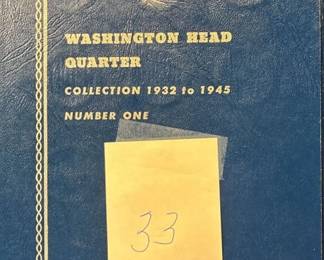 WASHINGTON HEAD
QUARTER
COLLECTION 1932 to 1945
NUMBER ONE
33